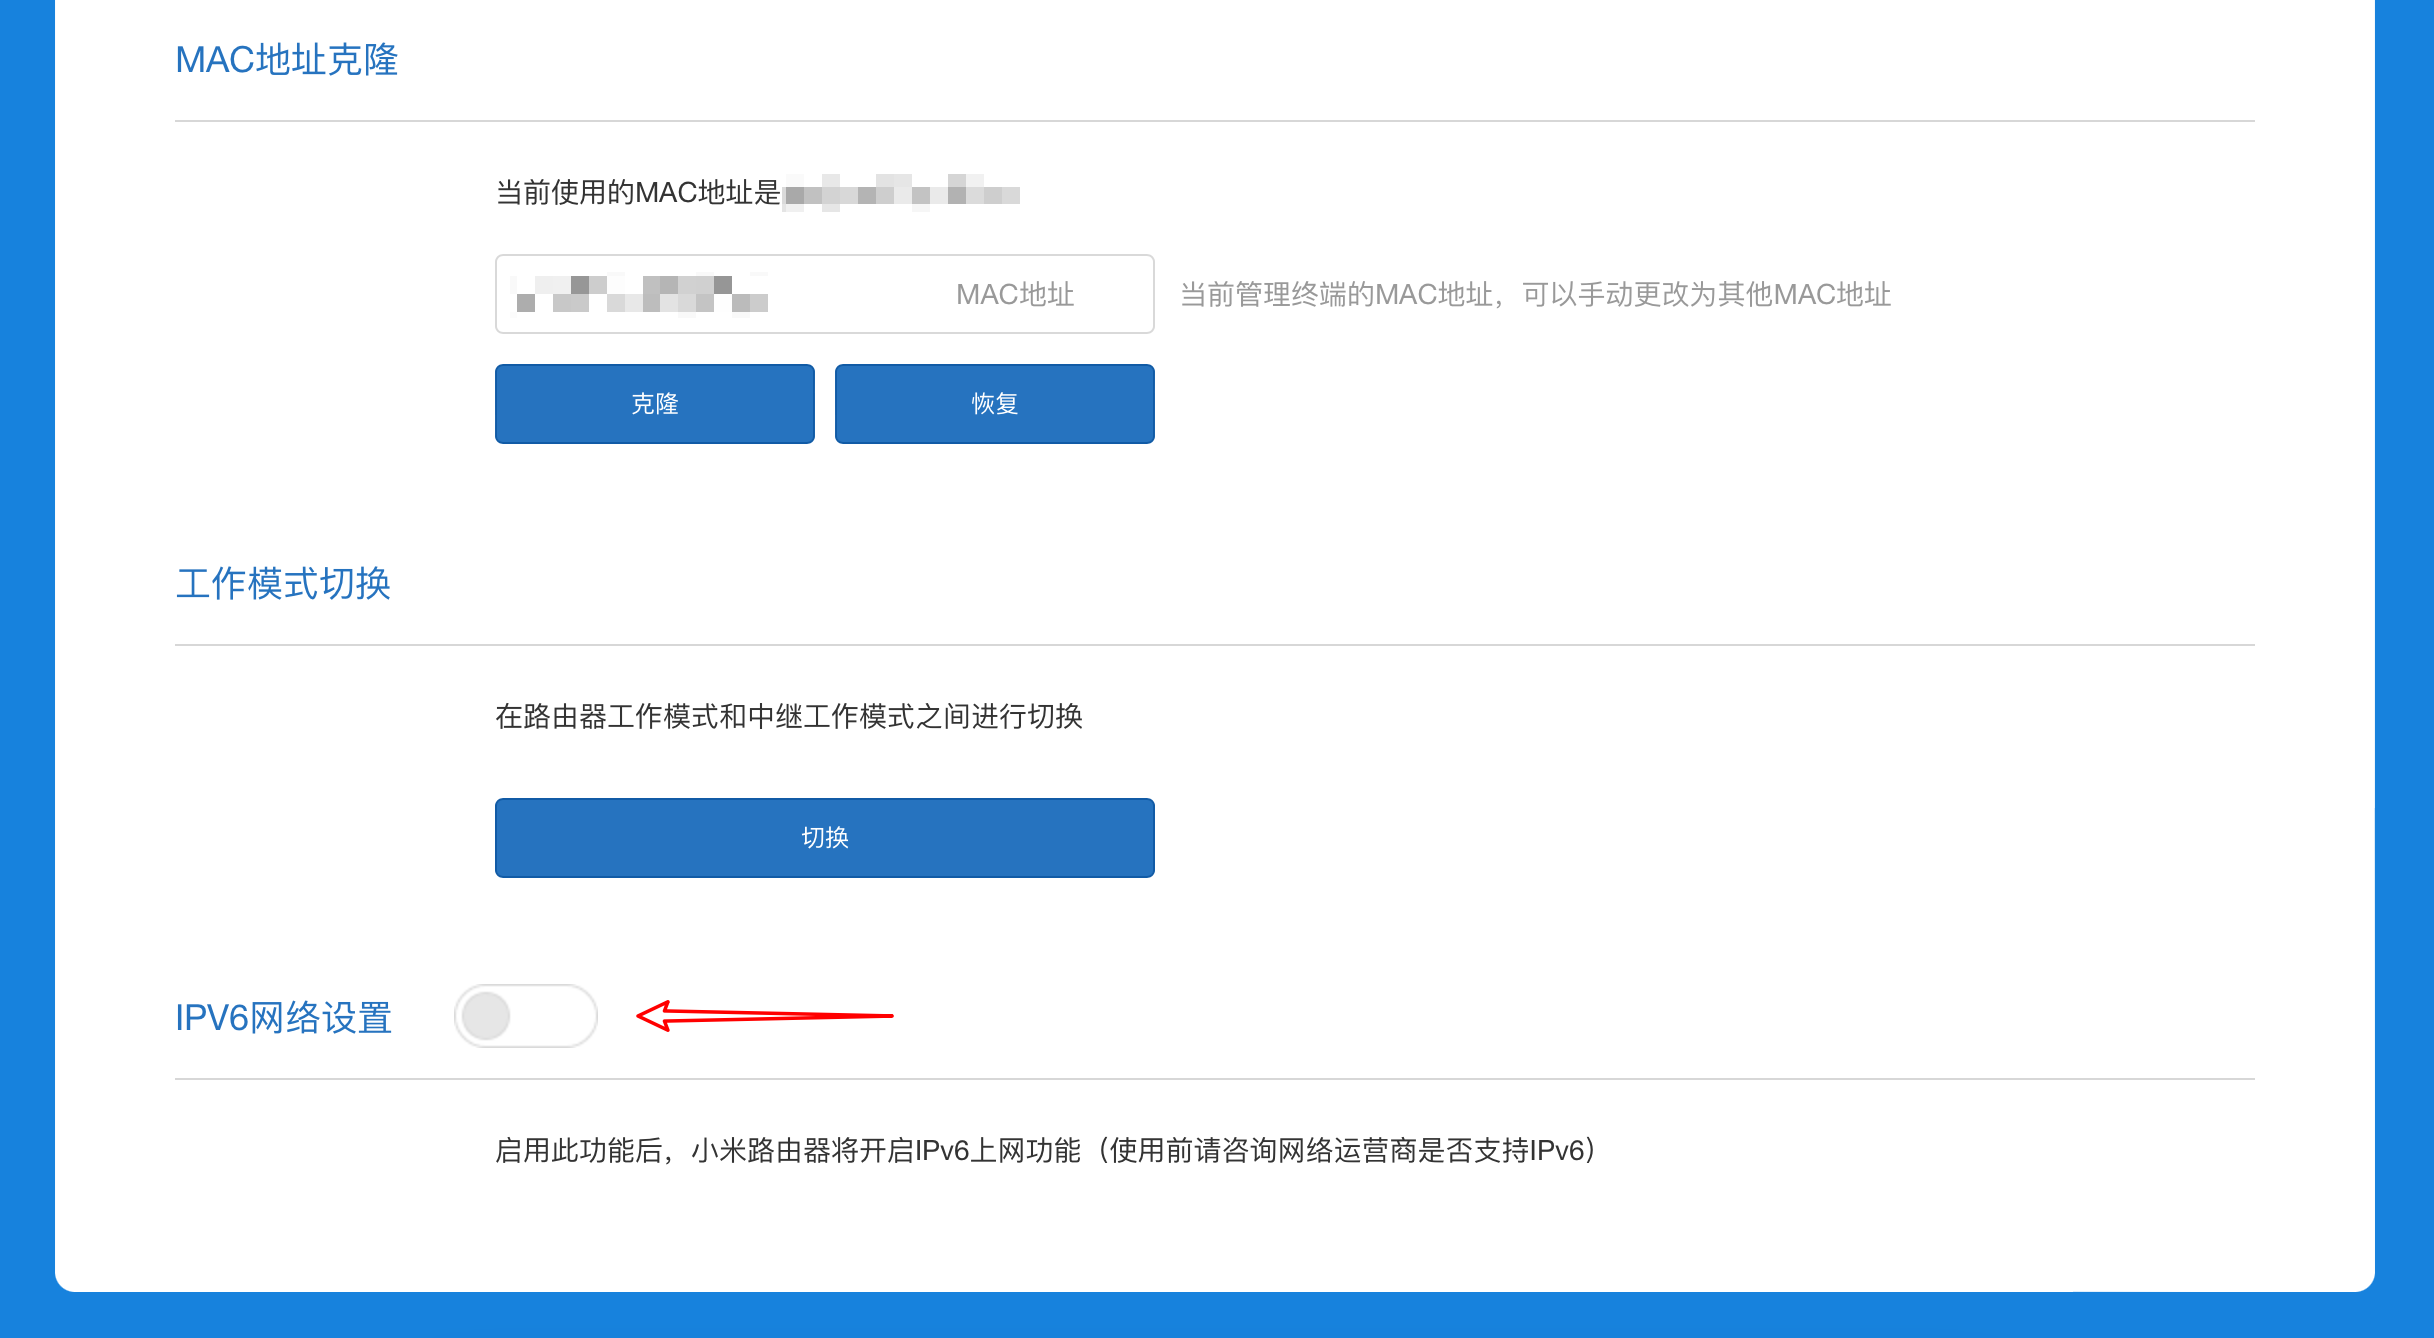 MAC地址克隆
当前使用的MAC地址是
MAC地址
当前管理终端的MAC地址，可以手动更改为其他MAC地址
克隆
恢复
工作模式切换
在路由器工作模式和中继工作模式之间进行切换
切换
IPV6网络设置
启用此功能后，小米路由器将开启IPv6上网功能（使用前请咨询网络运营商是否支持IPv6）